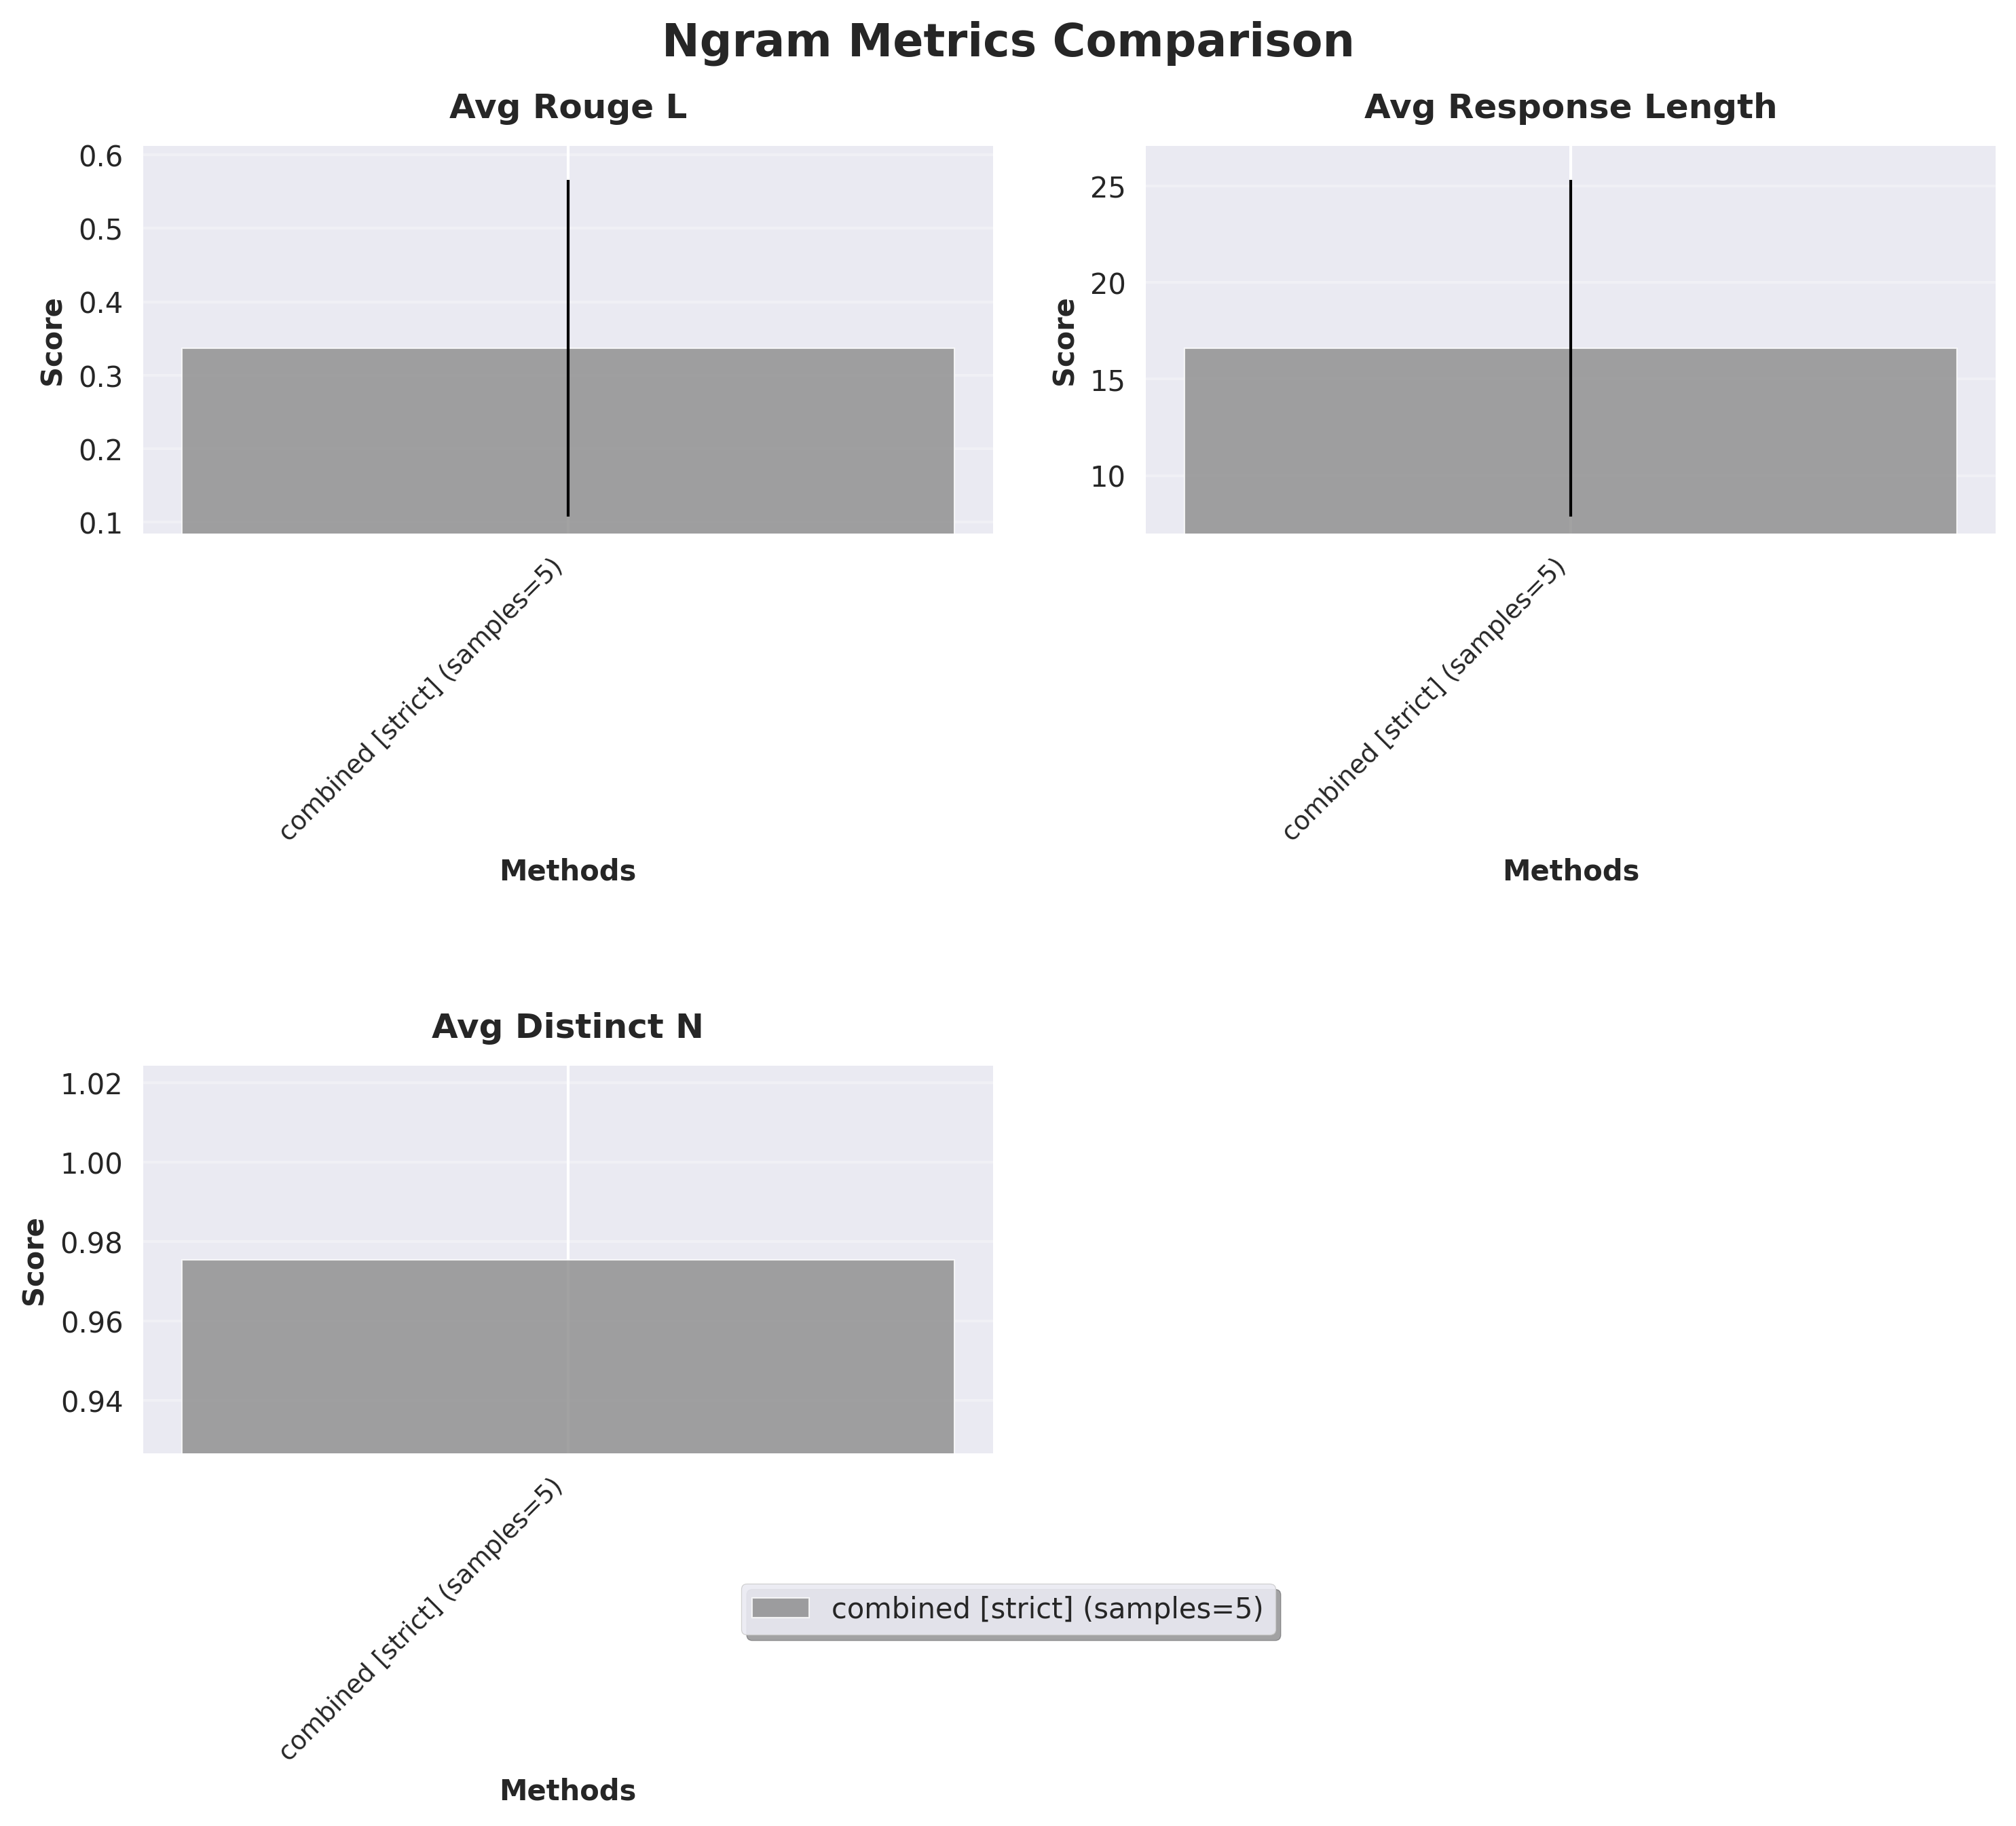 Ngram Metrics Comparison
Avg Rouge L
Score
0.6
0.5
0.4
0.3
0.2
0.1
combined [strict] (samples=5)
Methods
Avg Response Length
Score
25
20
15
10
combined [strict] (samples=5)
Methods
Avg Distinct N
Score
1.02
1.00
0.98
0.96
0.94
combined [strict] (samples=5)
Methods
combined [strict] (samples=5)